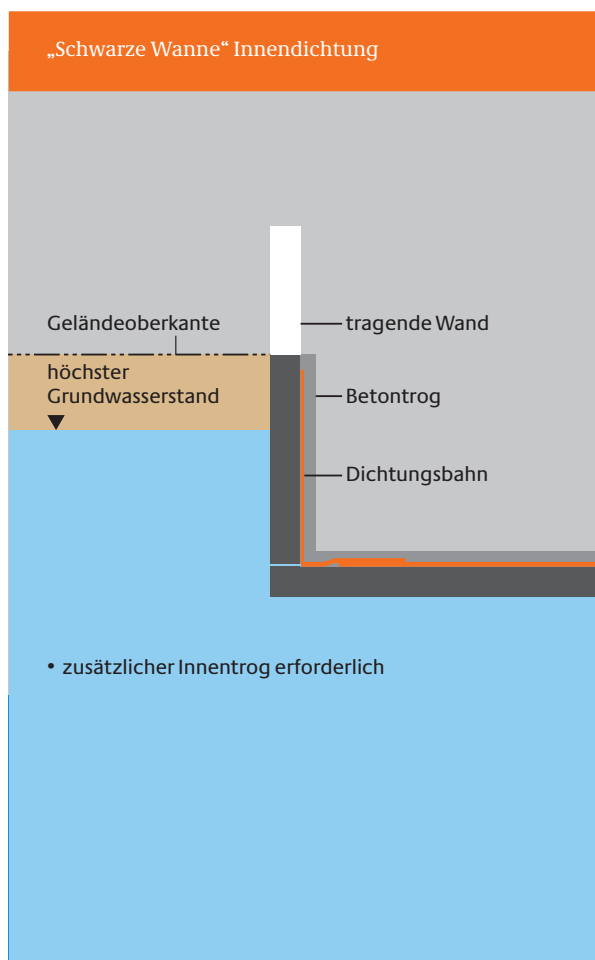 „Schwarze Wanne“ Innendichtung
Geländeoberkante
tragende Wand
höchster
Grundwasserstand
Betontrog
Dichtungsbahn
• zusätzlicher Innentrog erforderlich